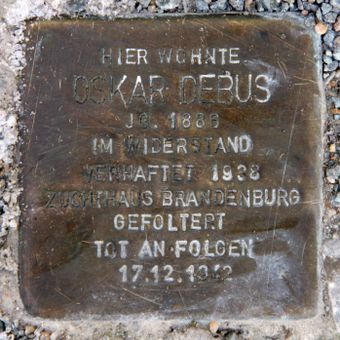 HIER WOHNTE
OSKAR DEBUS
JG. 1886
IM WIDERSTAND
VERHAFTET 1938
ZUCHTHAUS BRANDENBURG
GEFOLTERT
TOT AN FOLGEN
17.12.1942